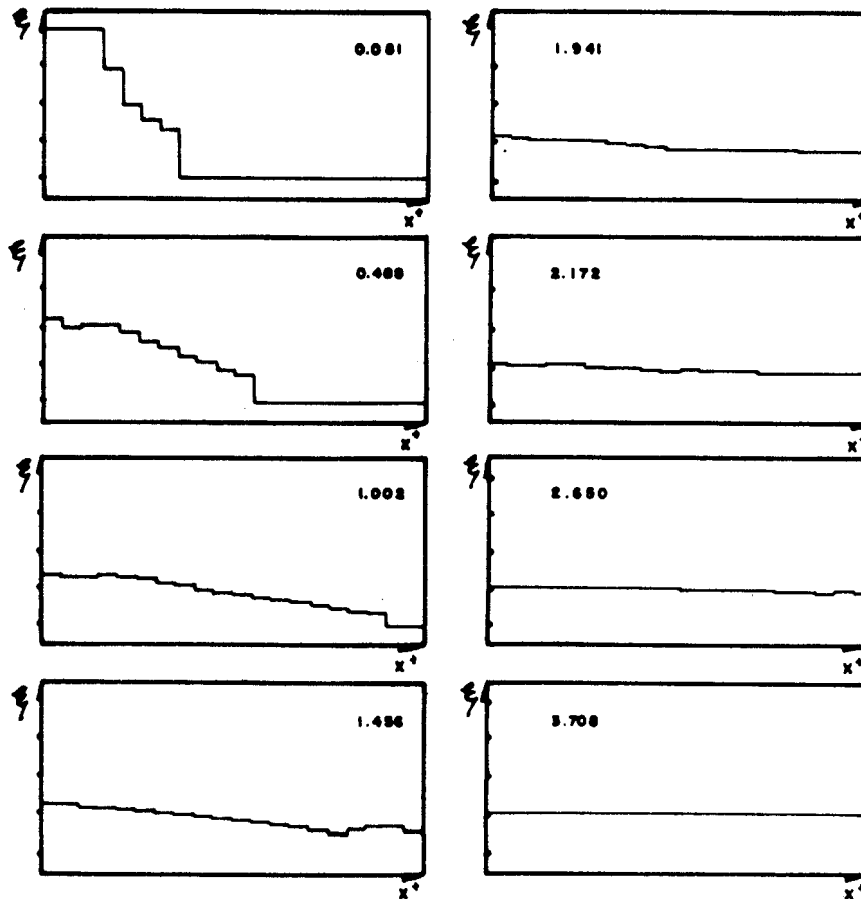 ξ
0.081
x⁺
ξ
0.488
x⁺
ξ
1.002
x⁺
ξ
1.456
x⁺
ξ
1.941
x⁺
ξ
2.172
x⁺
ξ
2.650
x⁺
ξ
3.708
x⁺